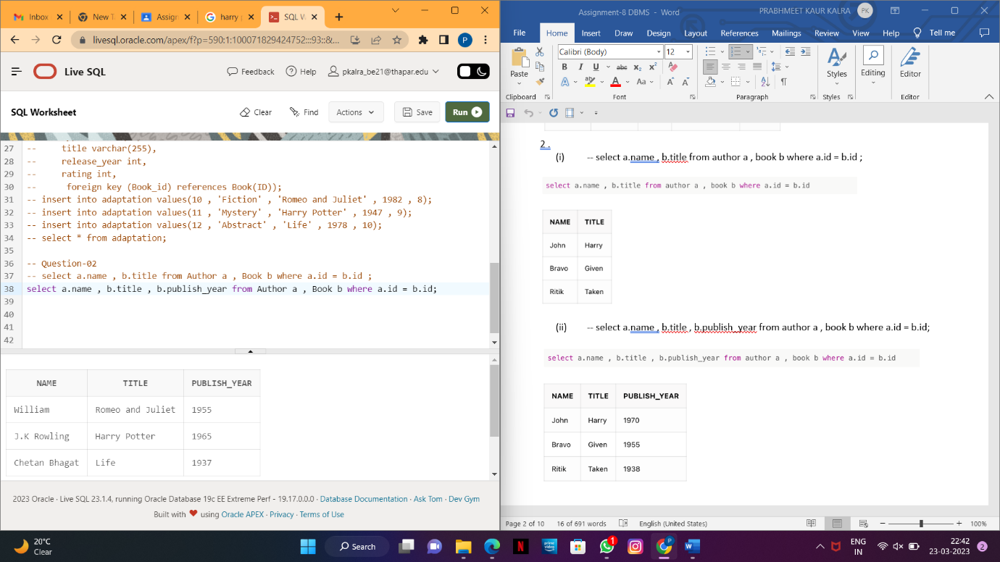 Inbox
New T
Assign
harry p
SQL W
livesql.oracle.com/apex/f?p=590:1:100071829424752:::93::&...
P
Live SQL
Feedback
Help
pkalra_be21@thapar.edu
SQL Worksheet
Clear
Find
Actions
Save
Run
27 -- title varchar(255),
28 -- release_year int,
29 -- rating int,
30 -- foreign key (Book_id) references Book(ID));
31 -- insert into adaptation values(10 , 'Fiction' , 'Romeo and Juliet' , 1982 , 8);
32 -- insert into adaptation values(11 , 'Mystery' , 'Harry Potter' , 1947 , 9);
33 -- insert into adaptation values(12 , 'Abstract' , 'Life' , 1978 , 10);
34 -- select * from adaptation;
35
36 -- Question-02
37 -- select a.name , b.title from Author a , Book b where a.id = b.id ;
38 select a.name , b.title , b.publish_year from Author a , Book b where a.id = b.id;
39
40
41
42
NAME TITLE PUBLISH_YEAR
William Romeo and Juliet 1955
J.K Rowling Harry Potter 1965
Chetan Bhagat Life 1937
2023 Oracle · Live SQL 23.1.4, running Oracle Database 19c EE Extreme Perf - 19.17.0.0.0 · Database Documentation · Ask Tom · Dev Gym
Built with ❤ using Oracle APEX · Privacy · Terms of Use
Assignment-8 DBMS - Word
PRABHMEET KAUR KALRA PK
File Home Insert Draw Design Layout References Mailings Review View Help Tell me
Calibri (Body) 12
Paste
B I U abc x₂ x²
A aby A Aa A A
Styles
Editing
Editor
Clipboard Font Paragraph Styles Editor
2 .
(i) -- select a.name , b.title from author a , book b where a.id = b.id ;
select a.name , b.title from author a , book b where a.id = b.id
NAME TITLE
John Harry
Bravo Given
Ritik Taken
(ii) -- select a.name , b.title , b.publish_year from author a , book b where a.id = b.id;
select a.name , b.title , b.publish_year from author a , book b where a.id = b.id
NAME TITLE PUBLISH_YEAR
John Harry 1970
Bravo Given 1955
Ritik Taken 1938
Page 2 of 10 16 of 691 words English (United States) 100%
20°C
Clear
Search
prime video
1
P
W
ENG
IN
22:42
23-03-2023
2